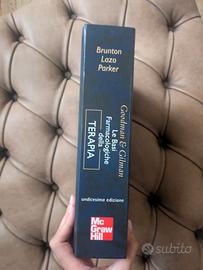 Brunton
Lazo
Parker
Goodman & Gilman
Le Basi
Farmacologiche
della
TERAPIA
undicesima edizione
Mc
Graw
Hill
subito